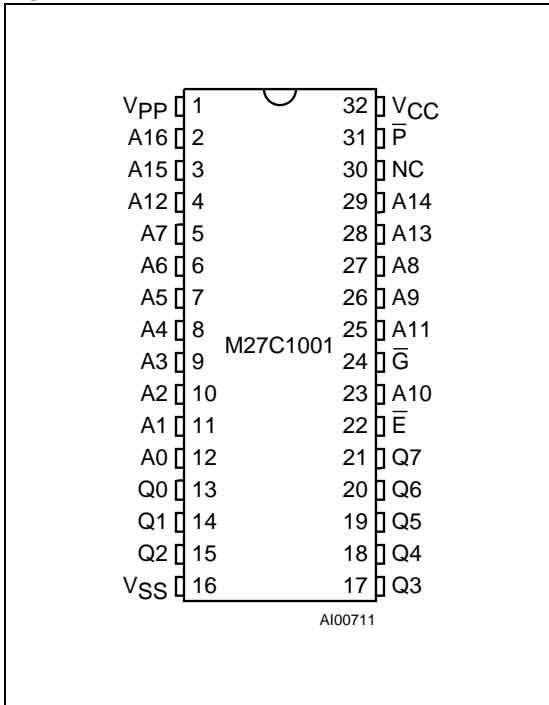 VPP 1 32 VCC
A16 2 31 P̅
A15 3 30 NC
A12 4 29 A14
A7 5 28 A13
A6 6 27 A8
A5 7 26 A9
A4 8 25 A11
M27C1001
A3 9 24 G̅
A2 10 23 A10
A1 11 22 E̅
A0 12 21 Q7
Q0 13 20 Q6
Q1 14 19 Q5
Q2 15 18 Q4
VSS 16 17 Q3
AI00711